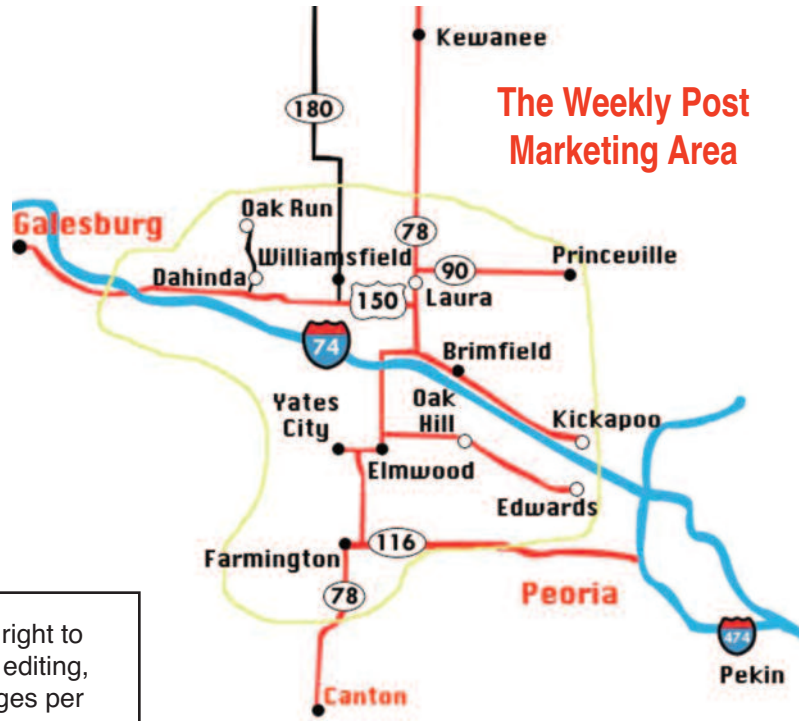 Kewanee
180
The Weekly Post
Marketing Area
Oak Run
Galesburg
78
Williamsfield
90
Princeville
Dahinda
150
Laura
74
Brimfield
Yates
City
Oak
Hill
Kickapoo
Elmwood
Edwards
Farmington
116
78
Peoria
474
Pekin
Canton
right to
editing,
ges per